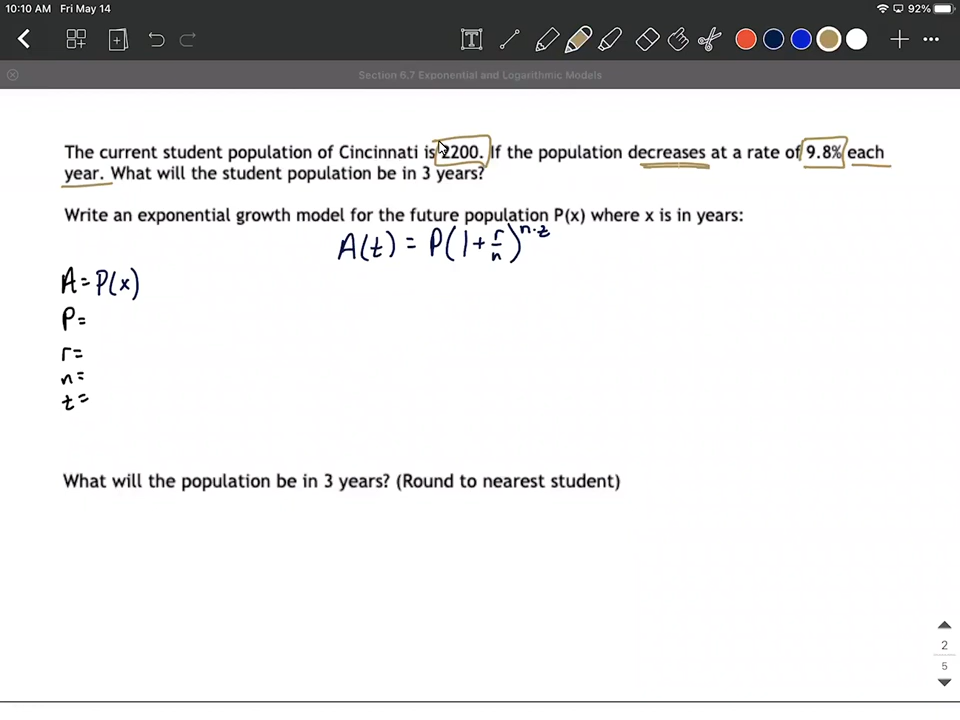 10:10 AM Fri May 14 92%
Section 6.7 Exponential and Logarithmic Models
The current student population of Cincinnati is 2200. If the population decreases at a rate of 9.8% each
year. What will the student population be in 3 years?
Write an exponential growth model for the future population P(x) where x is in years:
A(t) = P(1+r/n)^n·t
A=P(x)
P=
r=
n=
t=
What will the population be in 3 years? (Round to nearest student)
2
5